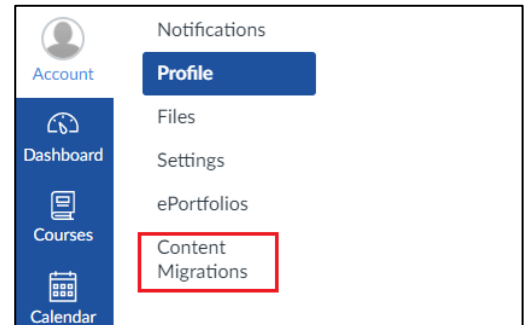 Notifications
Account
Profile
Files
Dashboard
Settings
ePortfolios
Courses
Content
Migrations
Calendar